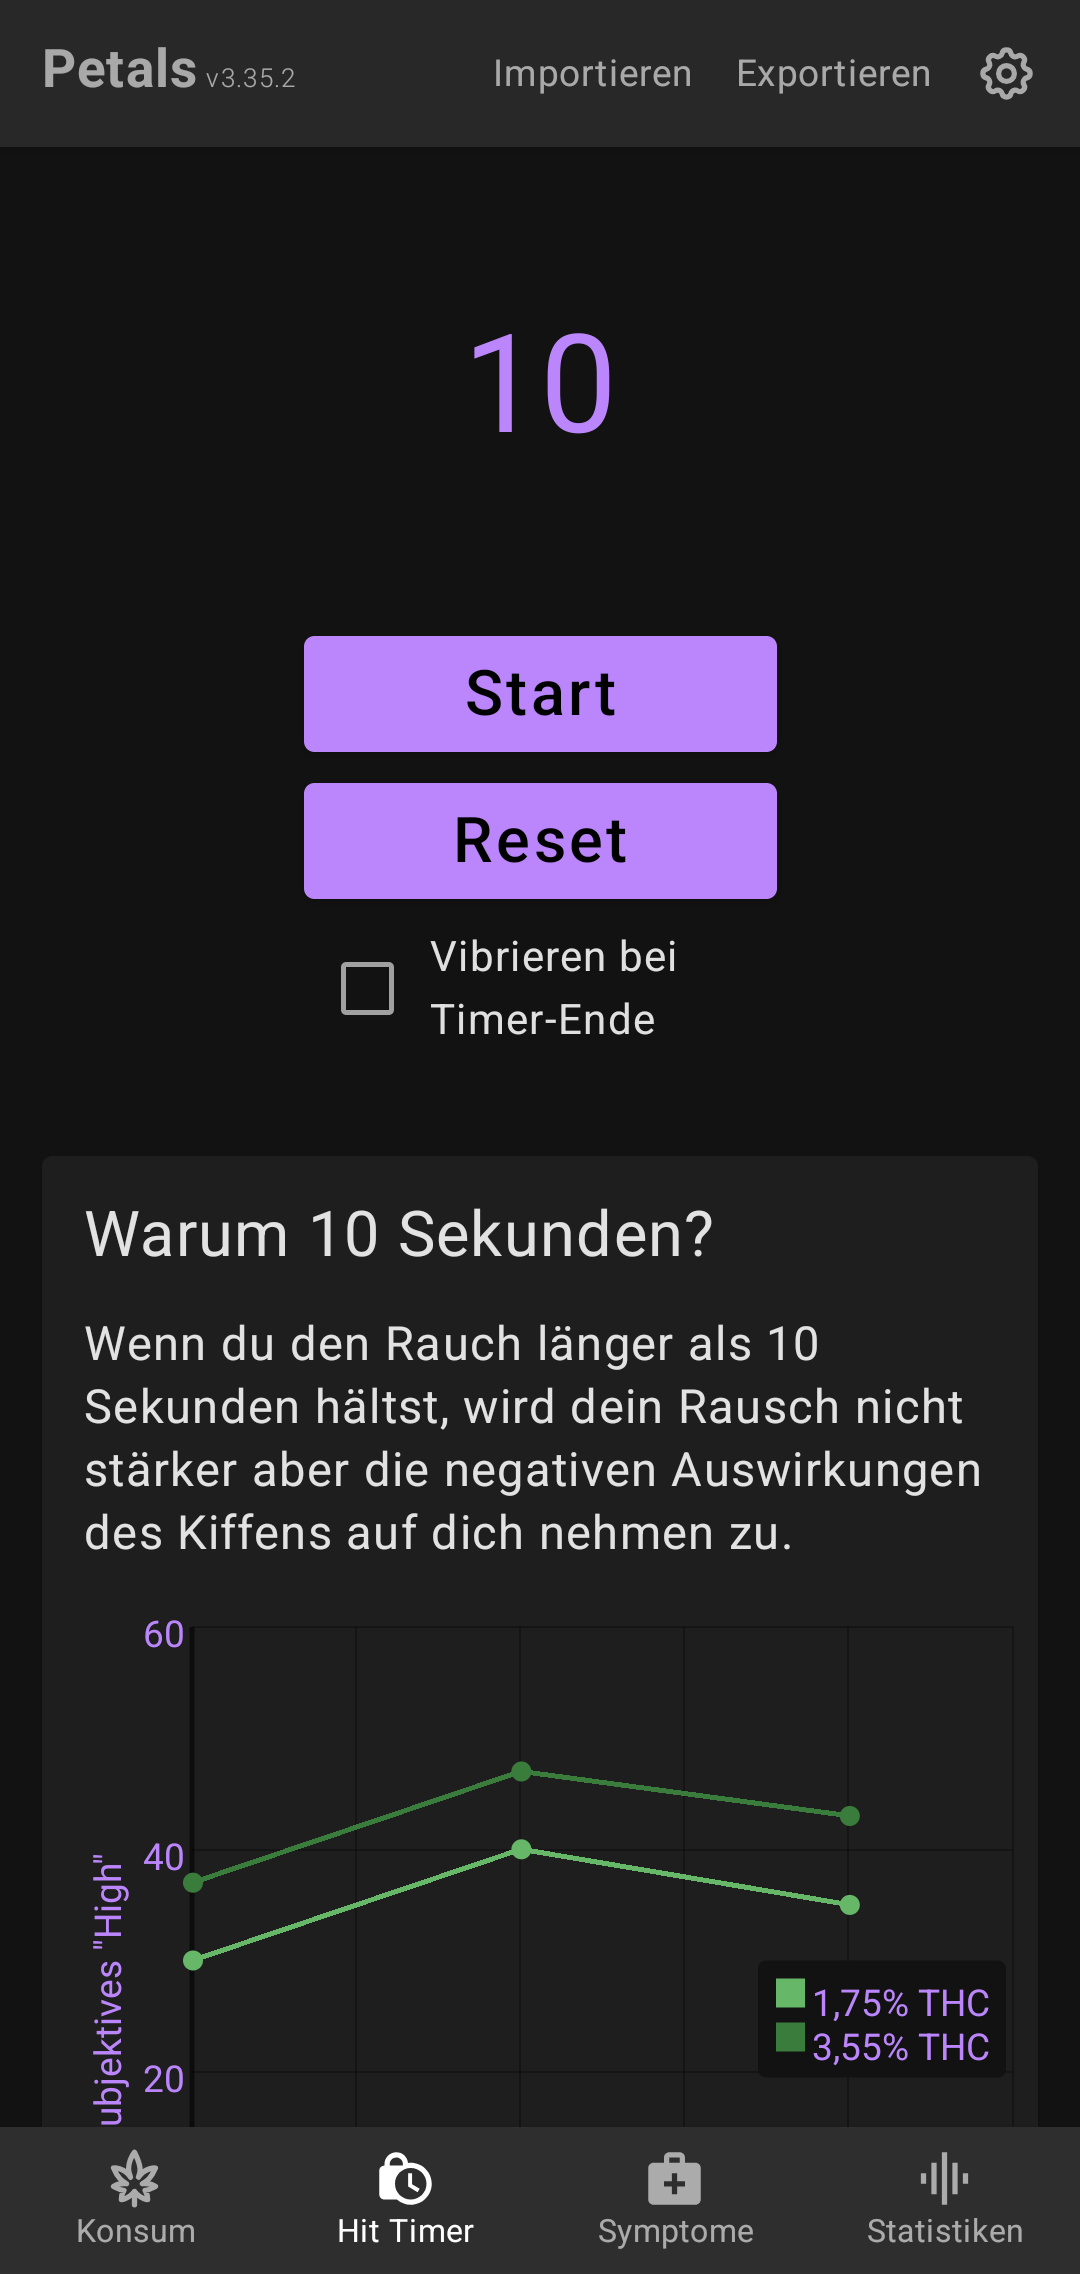 Petals v3.35.2 Importieren Exportieren
10
Start
Reset
Vibrieren bei
Timer-Ende
Warum 10 Sekunden?
Wenn du den Rauch länger als 10
Sekunden hältst, wird dein Rausch nicht
stärker aber die negativen Auswirkungen
des Kiffens auf dich nehmen zu.
60
40
20
ubjektives "High"
1,75% THC
3,55% THC
Konsum Hit Timer Symptome Statistiken